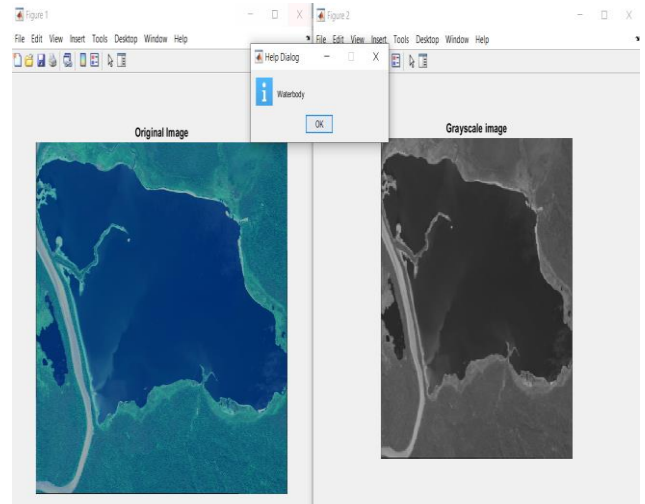 Figure 1
File Edit View Insert Tools Desktop Window Help
Original Image
Help Dialog
Waterbody
OK
Figure 2
File Edit View Insert Tools Desktop Window Help
Grayscale image